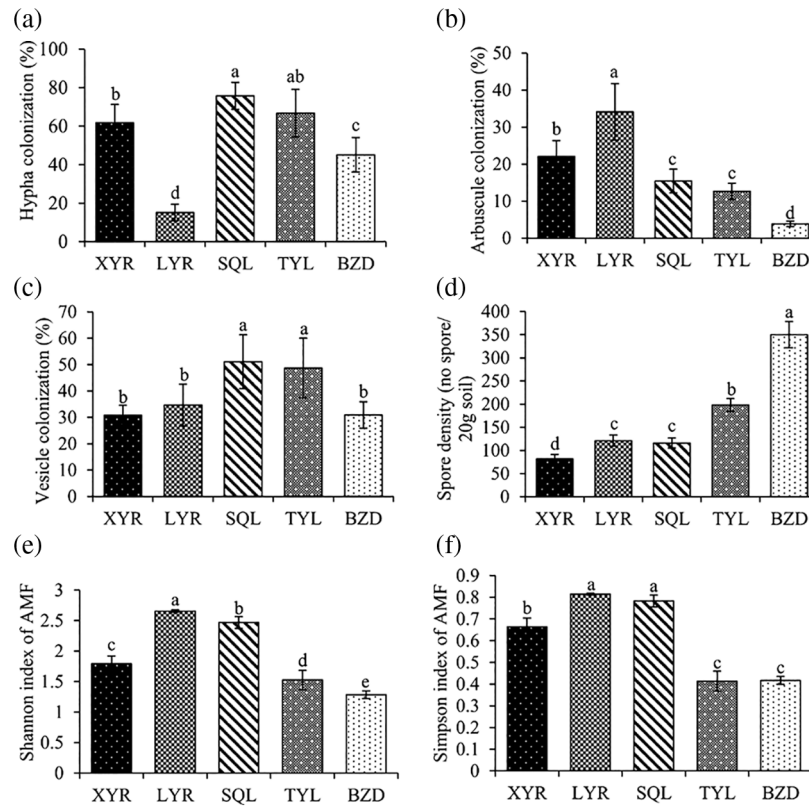 (a)
Hypha colonization (%)
100
80
60
40
20
0
b
d
a
ab
c
XYR LYR SQL TYL BZD
(b)
Arbuscule colonization (%)
50
40
30
20
10
0
b
a
c
c
d
XYR LYR SQL TYL BZD
(c)
Vesicle colonization (%)
70
60
50
40
30
20
10
0
b
b
a
a
b
XYR LYR SQL TYL BZD
(d)
Spore density (no spore/
20g soil)
400
350
300
250
200
150
100
50
0
d
c
c
b
a
XYR LYR SQL TYL BZD
(e)
Shannon index of AMF
3
2.5
2
1.5
1
0.5
0
c
a
b
d
e
XYR LYR SQL TYL BZD
(f)
Simpson index of AMF
0.9
0.8
0.7
0.6
0.5
0.4
0.3
0.2
0.1
0
b
a
a
c
c
XYR LYR SQL TYL BZD